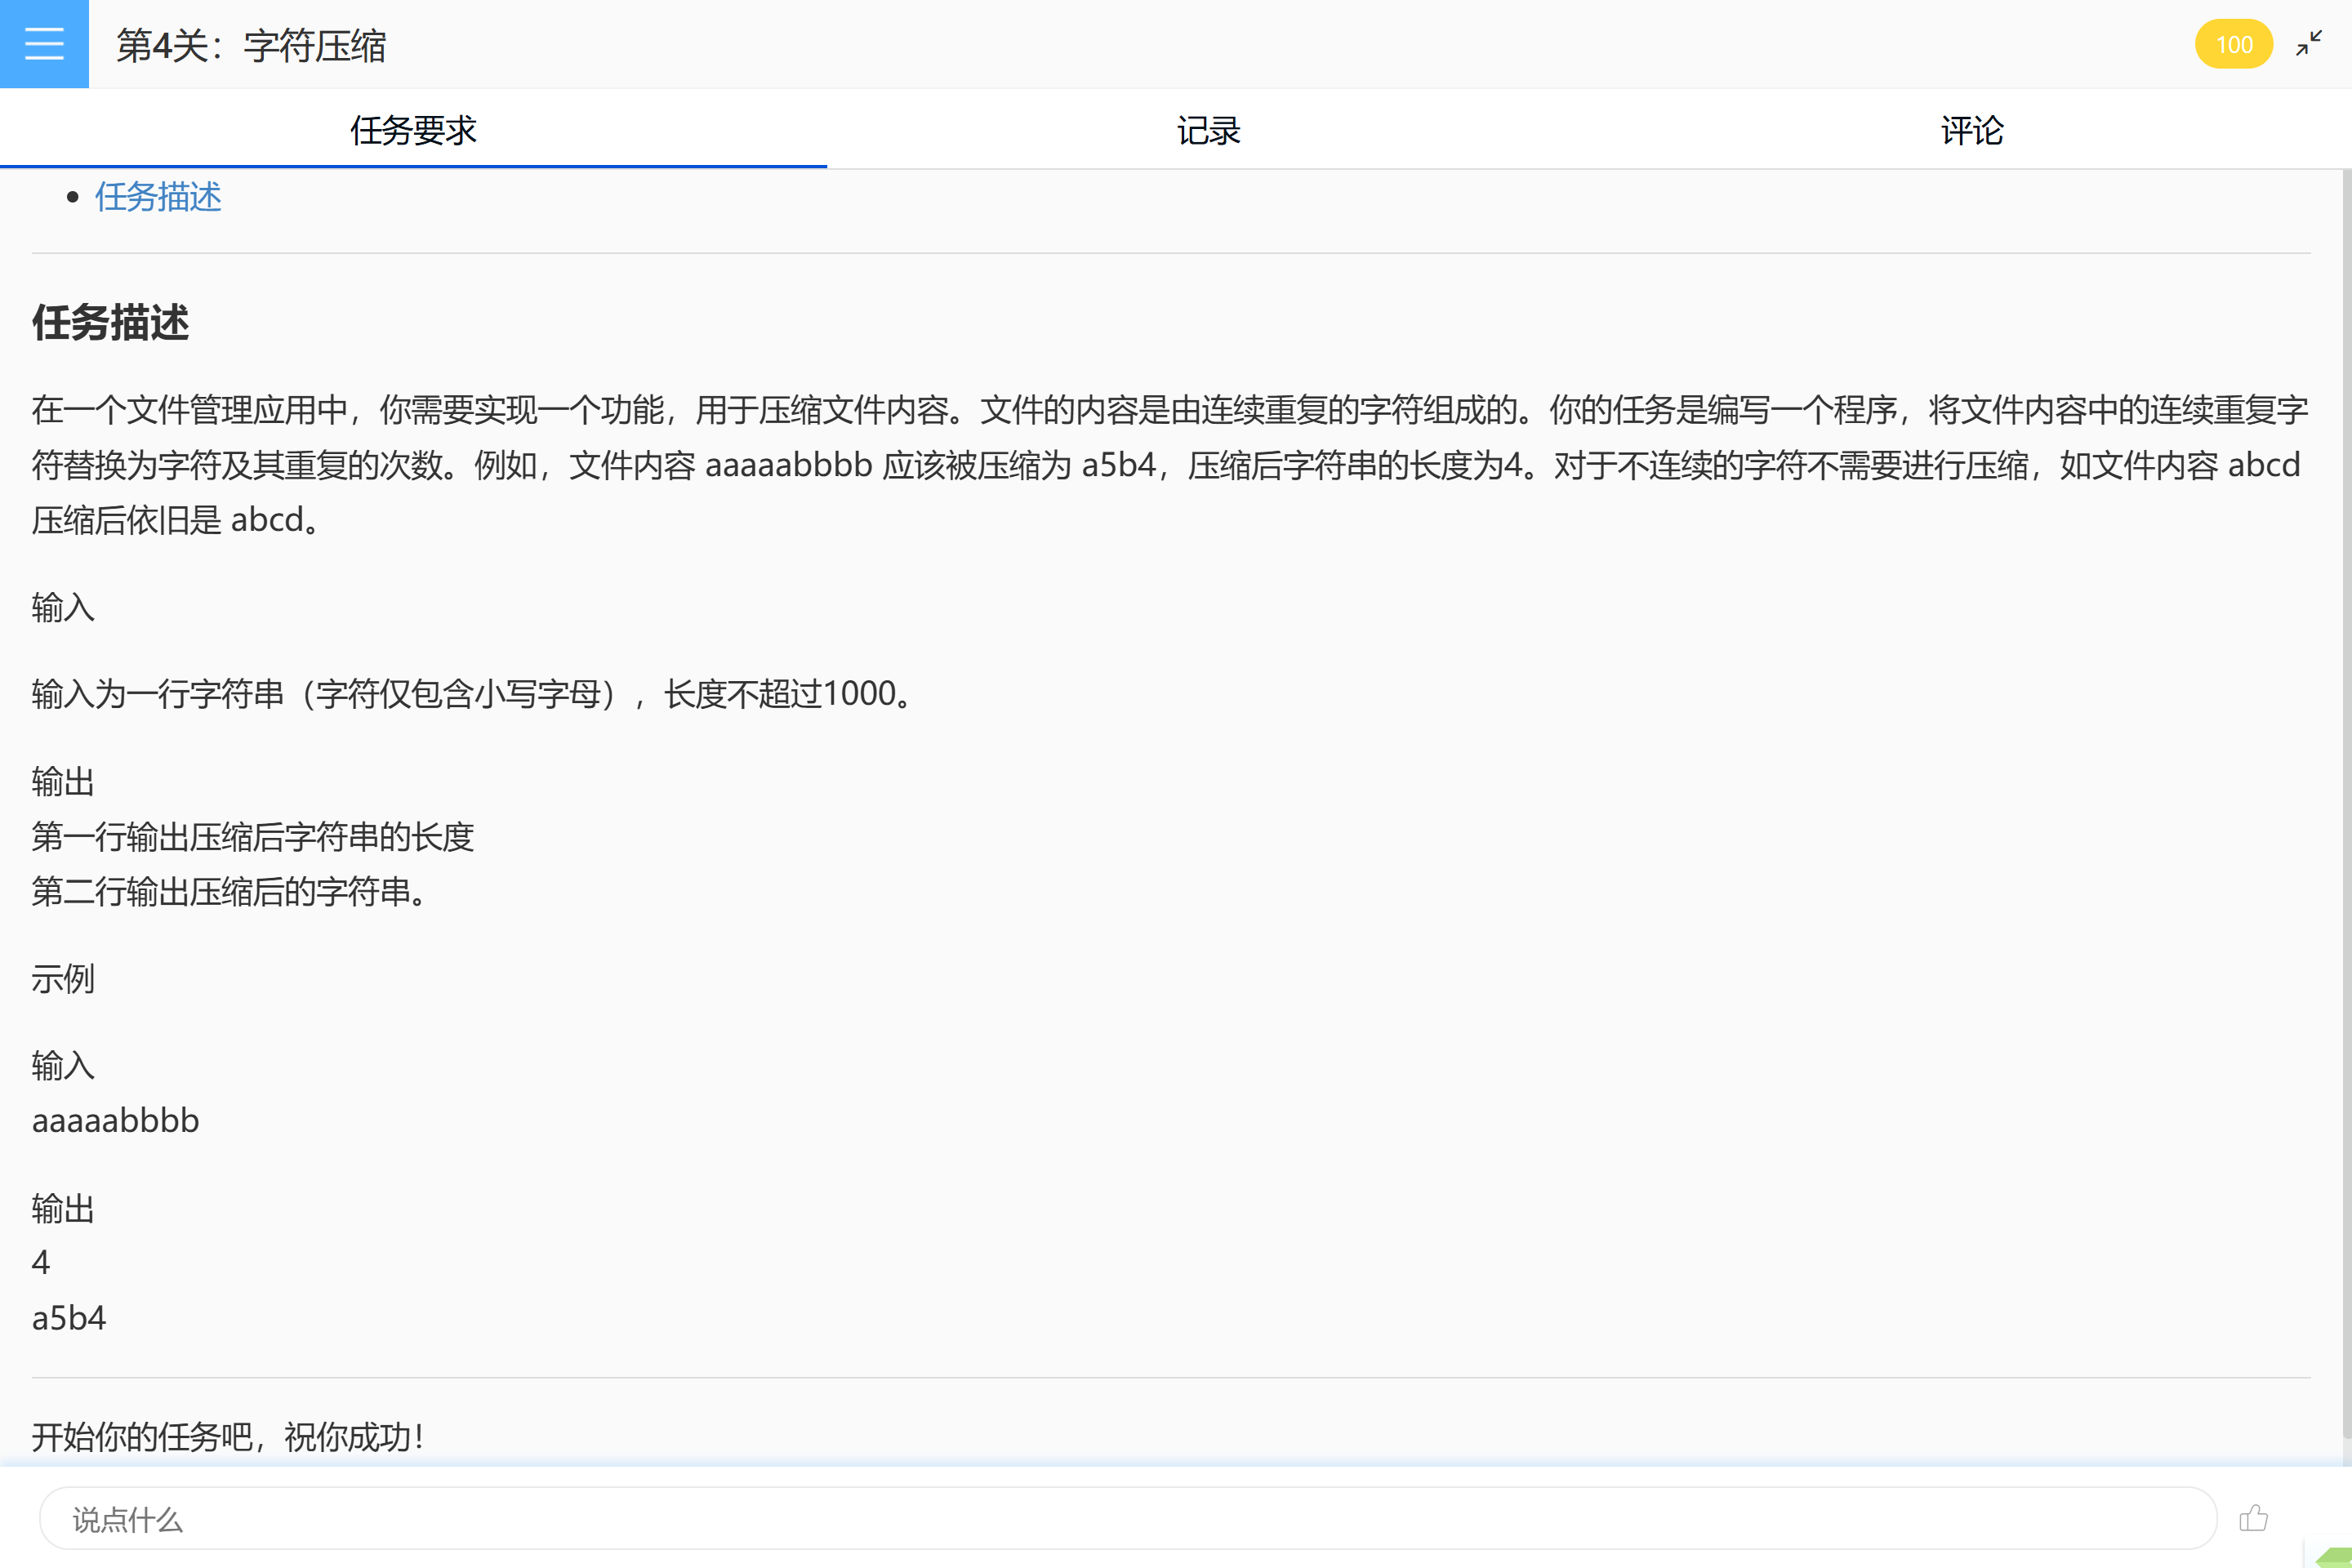 第4关：字符压缩
100
任务要求
记录
评论
任务描述
任务描述
在一个文件管理应用中，你需要实现一个功能，用于压缩文件内容。文件的内容是由连续重复的字符组成的。你的任务是编写一个程序，将文件内容中的连续重复字
符替换为字符及其重复的次数。例如，文件内容 aaaaabbbb 应该被压缩为 a5b4，压缩后字符串的长度为4。对于不连续的字符不需要进行压缩，如文件内容 abcd
压缩后依旧是 abcd。
输入
输入为一行字符串（字符仅包含小写字母），长度不超过1000。
输出
第一行输出压缩后字符串的长度
第二行输出压缩后的字符串。
示例
输入
aaaaabbbb
输出
4
a5b4
开始你的任务吧，祝你成功！
说点什么